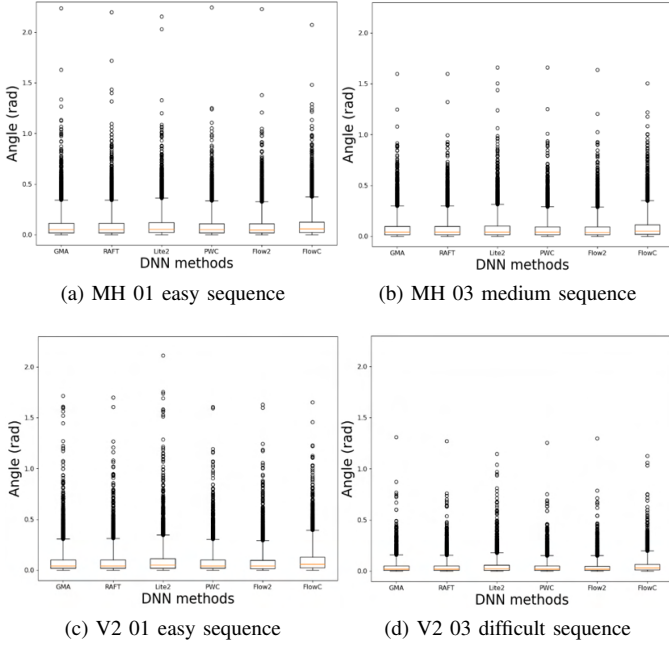 2.0
1.5
1.0
0.5
0.0
Angle (rad)
GMA RAFT Lite2 PWC Flow2 FlowC
DNN methods
(a) MH 01 easy sequence
2.0
1.5
1.0
0.5
0.0
Angle (rad)
GMA RAFT Lite2 PWC Flow2 FlowC
DNN methods
(b) MH 03 medium sequence
2.0
1.5
1.0
0.5
0.0
Angle (rad)
GMA RAFT Lite2 PWC Flow2 FlowC
DNN methods
(c) V2 01 easy sequence
2.0
1.5
1.0
0.5
0.0
Angle (rad)
GMA RAFT Lite2 PWC Flow2 FlowC
DNN methods
(d) V2 03 difficult sequence